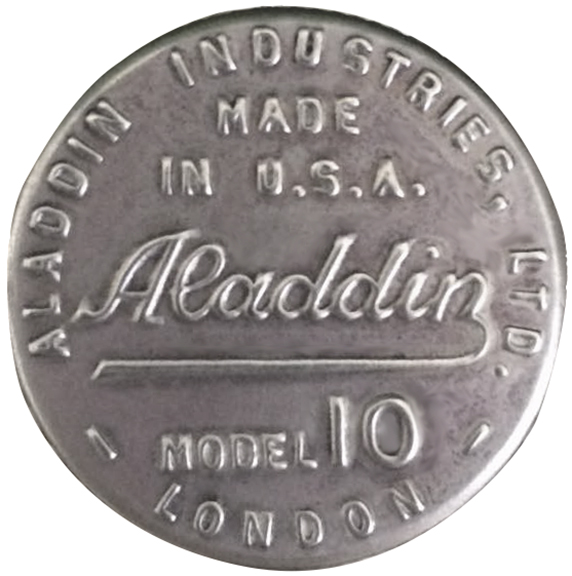 ALADDIN INDUSTRIES, LTD.
MADE
IN U.S.A.
Aladdin
MODEL 10
- LONDON -